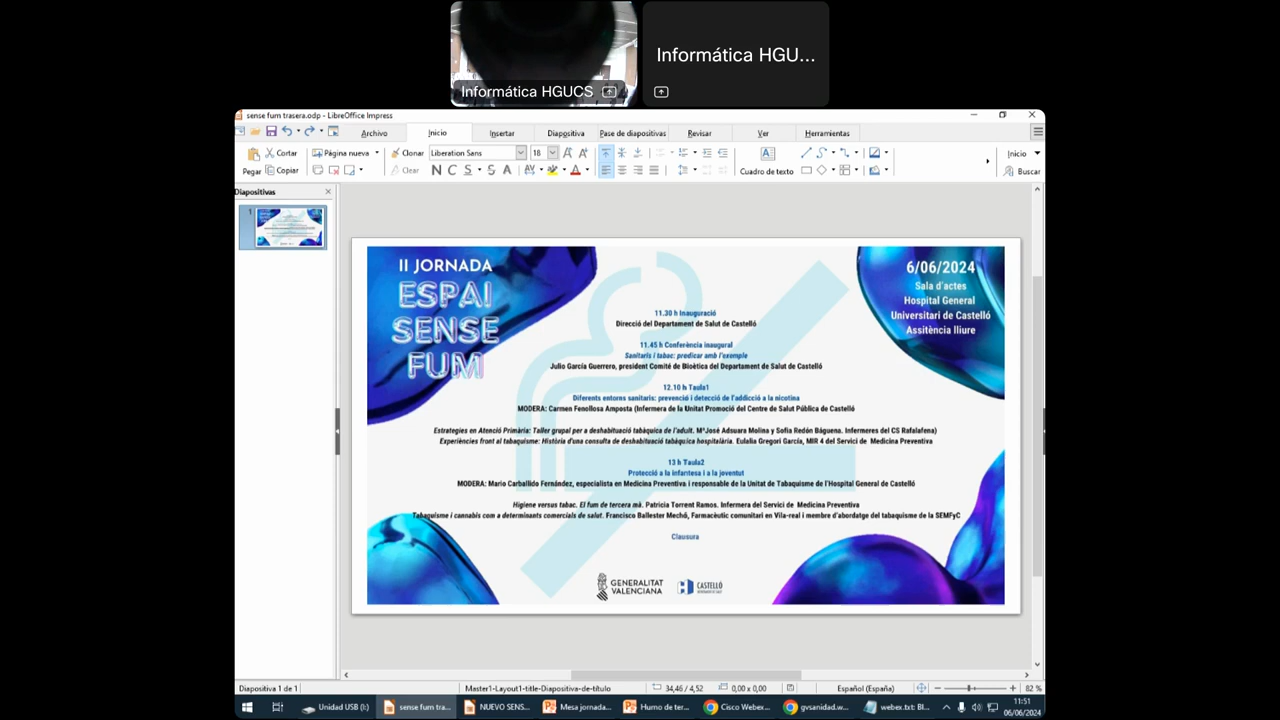 Informática HGUCS
Informática HGU...
sense fum trasera.odp - LibreOffice Impress
Archivo Inicio Insertar Diapositiva Pase de diapositivas Revisar Ver Herramientas
Cortar Página nueva Clonar Liberation Sans 18 Inicio
Pegar Copiar Clear Cuadro de texto Buscar
Diapositivas
1
II JORNADA
ESPAI
SENSE
FUM
6/06/2024
Sala d'actes
Hospital General
Universitari de Castelló
Assitència lliure
11.30 h Inauguració
Direcció del Departament de Salut de Castelló
11.45 h Conferència inaugural
Sanitaris i tabac: predicar amb l'exemple
Julio García Guerrero, president Comité de Bioètica del Departament de Salut de Castelló
12.10 h Taula1
Diferents entorns sanitaris: prevenció i detecció de l'addicció a la nicotina
MODERA: Carmen Fenollosa Amposta (Infermera de la Unitat Promoció del Centre de Salut Pública de Castelló
Estrategies en Atenció Primària: Taller grupal per a deshabituació tabàquica de l'adult. MªJosé Adsuara Molina y Sofia Redón Báguena. Infermeres del CS Rafalafena)
Experiències front al tabaquisme: Història d'una consulta de deshabituació tabàquica hospitalària. Eulalia Gregori García, MIR 4 del Servici de Medicina Preventiva
13 h Taula2
Protecció a la infantesa i a la joventut
MODERA: Mario Carballido Fernández, especialista en Medicina Preventiva i responsable de la Unitat de Tabaquisme de l'Hospital General de Castelló
Higiene versus tabac. El fum de tercera mà. Patricia Torrent Ramos. Infermera del Servici de Medicina Preventiva
Tabaquisme i cannabis com a determinants comercials de salut. Francisco Ballester Mechó, Farmacèutic comunitari en Vila-real i membre d'abordatge del tabaquisme de la SEMFyC
Clausura
GENERALITAT
VALENCIANA
CASTELLÓ
Diapositiva 1 de 1 Master1-Layout1-title-Diapositiva-de-título 34,46 / 4,52 0,00 x 0,00 Español (España) 82 %
Unidad USB (I:) sense fum tra... NUEVO SENS... Mesa jornada... Humo de ter... Cisco Webex... gvsanidad.w... webex.txt: Bl... 11:51
06/06/2024